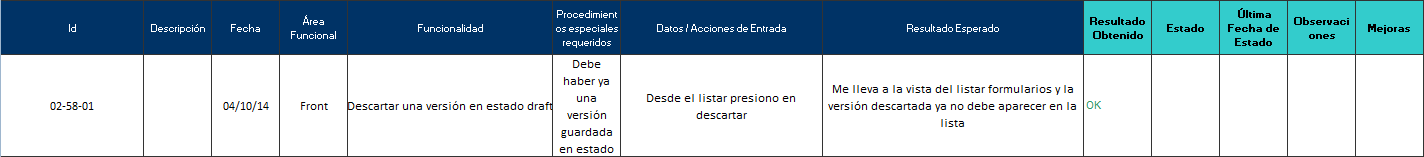 Id
Descripción
Fecha
Área
Funcional
Funcionalidad
Procedimient
os especiales
requeridos
Datos / Acciones de Entrada
Resultado Esperado
Resultado
Obtenido
Estado
Última
Fecha de
Estado
Observaci
ones
Mejoras
02-58-01
04/10/14
Front
Descartar una versión en estado draft
Debe
haber ya
una
versión
guardada
en estado
Desde el listar presiono en
descartar
Me lleva a la vista del listar formularios y la
versión descartada ya no debe aparecer en la
lista
OK